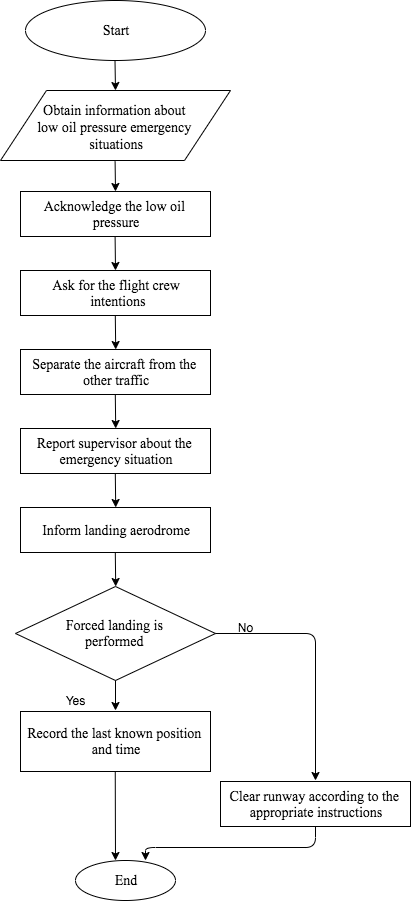 Start
Obtain information about
low oil pressure emergency
situations
Acknowledge the low oil
pressure
Ask for the flight crew
intentions
Separate the aircraft from the
other traffic
Report supervisor about the
emergency situation
Inform landing aerodrome
Forced landing is
performed
No
Yes
Record the last known position
and time
Clear runway according to the
appropriate instructions
End